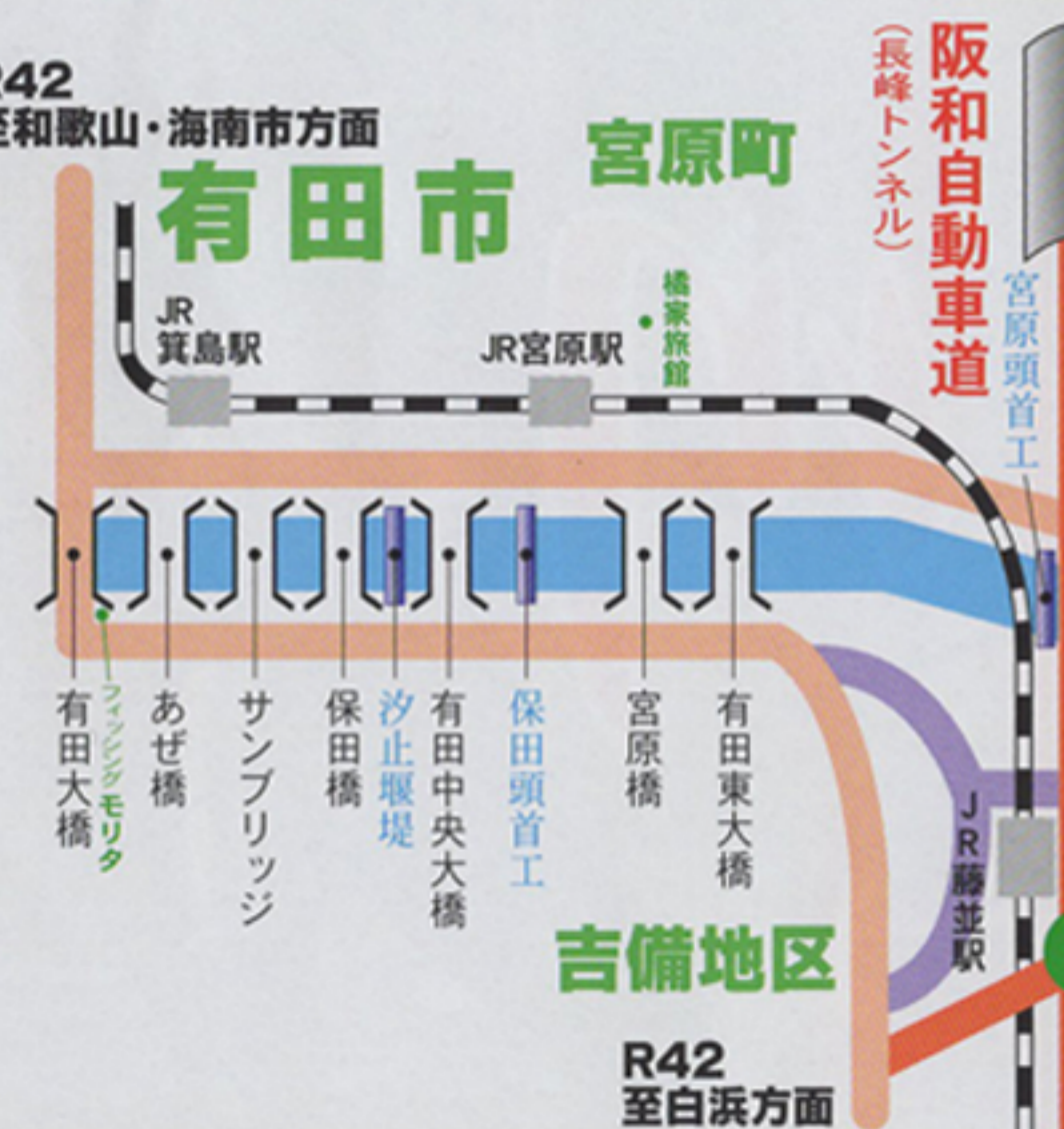 42
至和歌山・海南市方面
有田市
宮原町
阪和自動車道
(長峰トンネル)
宮原頭首工
橘家旅館
JR
箕島駅
JR宮原駅
有田大橋
フィッシングモリタ
あぜ橋
サンブリッジ
保田橋
汐止堰堤
有田中央大橋
保田頭首工
宮原橋
有田東大橋
JR藤並駅
吉備地区
R42
至白浜方面